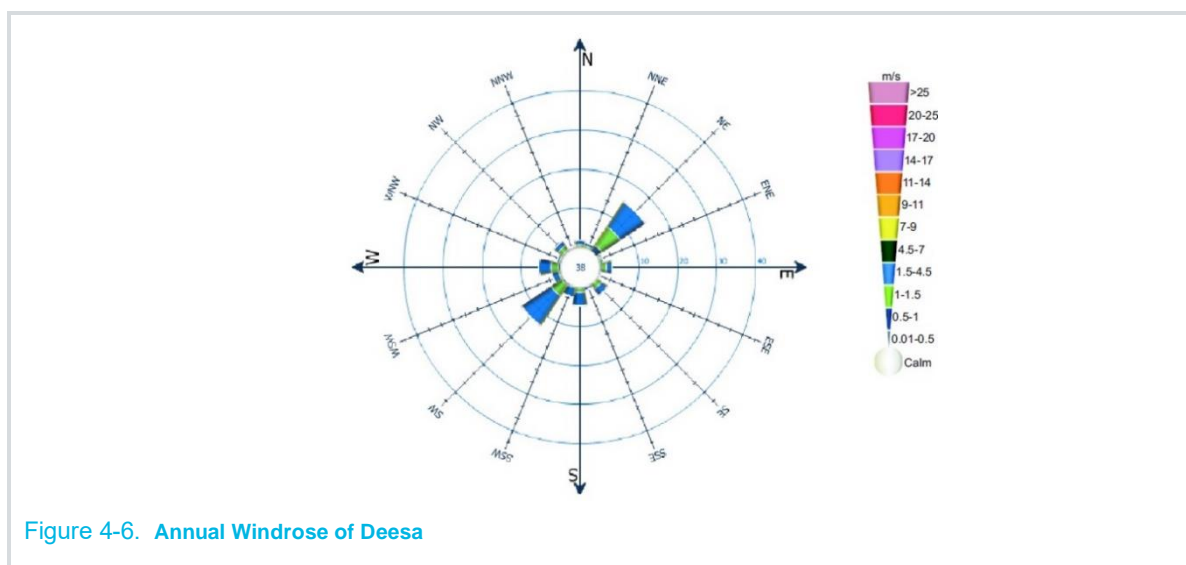 N
NNW
NNE
NW
NE
WNW
ENE
W
38
10
20
30
40
E
WSW
ESE
SW
SE
SSW
SSE
S
m/s
>25
20-25
17-20
14-17
11-14
9-11
7-9
4.5-7
1.5-4.5
1-1.5
0.5-1
0.01-0.5
Calm
Figure 4-6. Annual Windrose of Deesa